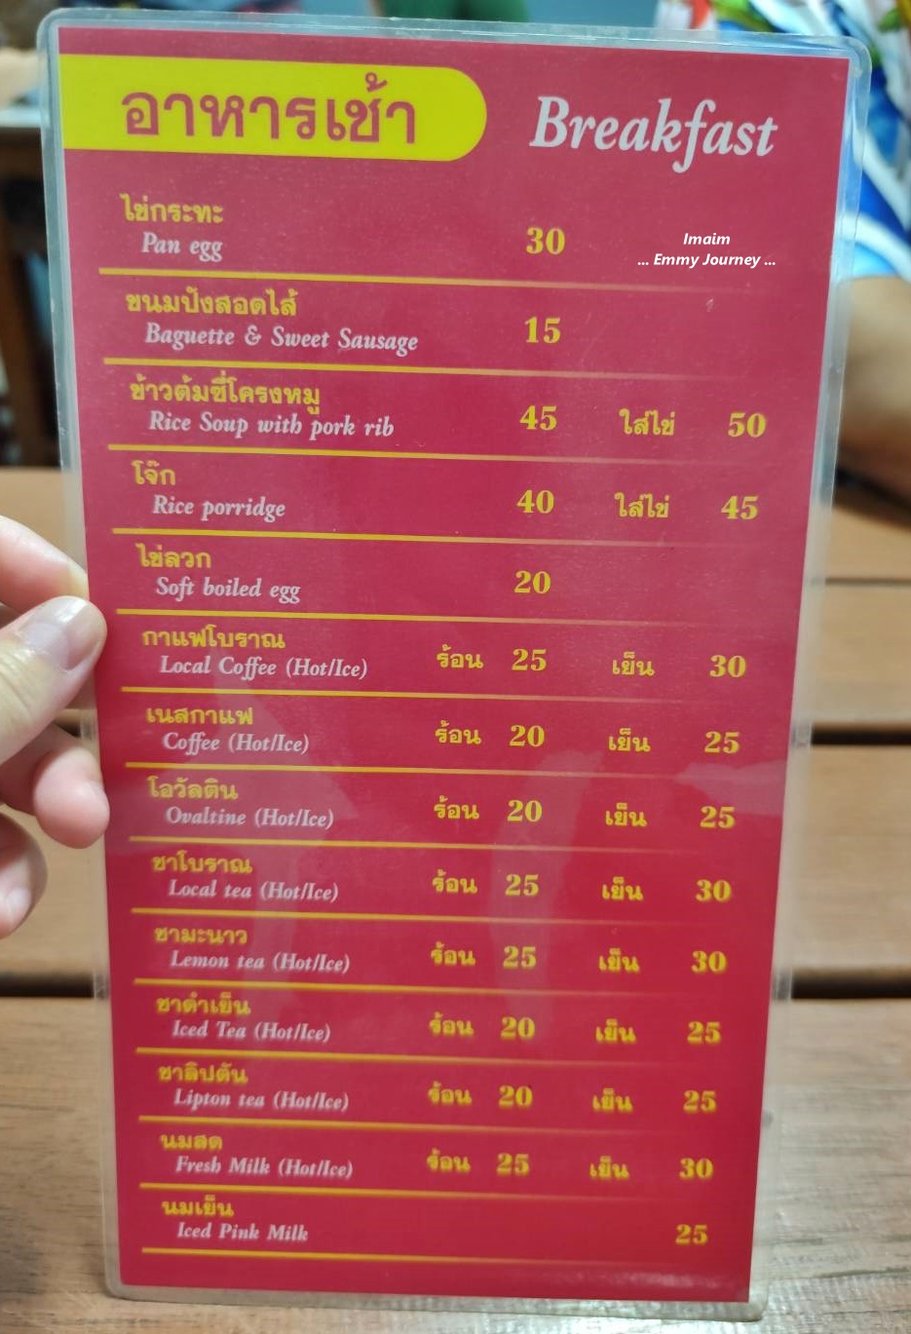 อาหารเช้า Breakfast
ไข่กระทะ
Pan egg 30
Imaim
... Emmy Journey ...
ขนมปังสอดไส้
Baguette & Sweet Sausage 15
ข้าวต้มซี่โครงหมู
Rice Soup with pork rib 45 ใส่ไข่ 50
โจ๊ก
Rice porridge 40 ใส่ไข่ 45
ไข่ลวก
Soft boiled egg 20
กาแฟโบราณ
Local Coffee (Hot/Ice) ร้อน 25 เย็น 30
เนสกาแฟ
Coffee (Hot/Ice) ร้อน 20 เย็น 25
โอวัลติน
Ovaltine (Hot/Ice) ร้อน 20 เย็น 25
ชาโบราณ
Local tea (Hot/Ice) ร้อน 25 เย็น 30
ชามะนาว
Lemon tea (Hot/Ice) ร้อน 25 เย็น 30
ชาดำเย็น
Iced Tea (Hot/Ice) ร้อน 20 เย็น 25
ชาลิปตัน
Lipton tea (Hot/Ice) ร้อน 20 เย็น 25
นมสด
Fresh Milk (Hot/Ice) ร้อน 25 เย็น 30
นมเย็น
Iced Pink Milk 25